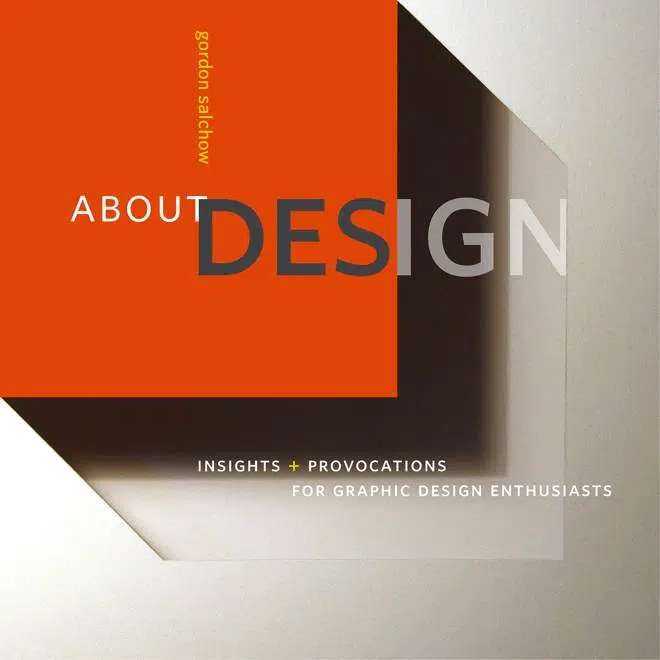 gordon salchow
ABOUT DESIGN
INSIGHTS + PROVOCATIONS
FOR GRAPHIC DESIGN ENTHUSIASTS